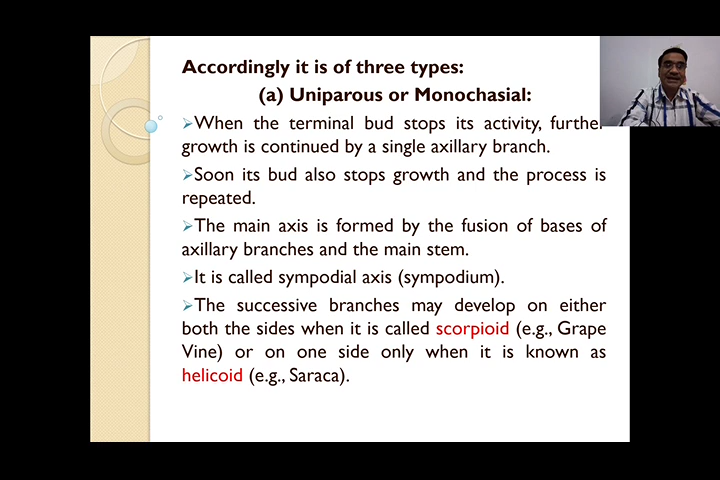 Accordingly it is of three types:
(a) Uniparous or Monochasial:
➢When the terminal bud stops its activity, further
growth is continued by a single axillary branch.
➢Soon its bud also stops growth and the process is
repeated.
➢The main axis is formed by the fusion of bases of
axillary branches and the main stem.
➢It is called sympodial axis (sympodium).
➢The successive branches may develop on either
both the sides when it is called scorpioid (e.g., Grape
Vine) or on one side only when it is known as
helicoid (e.g., Saraca).